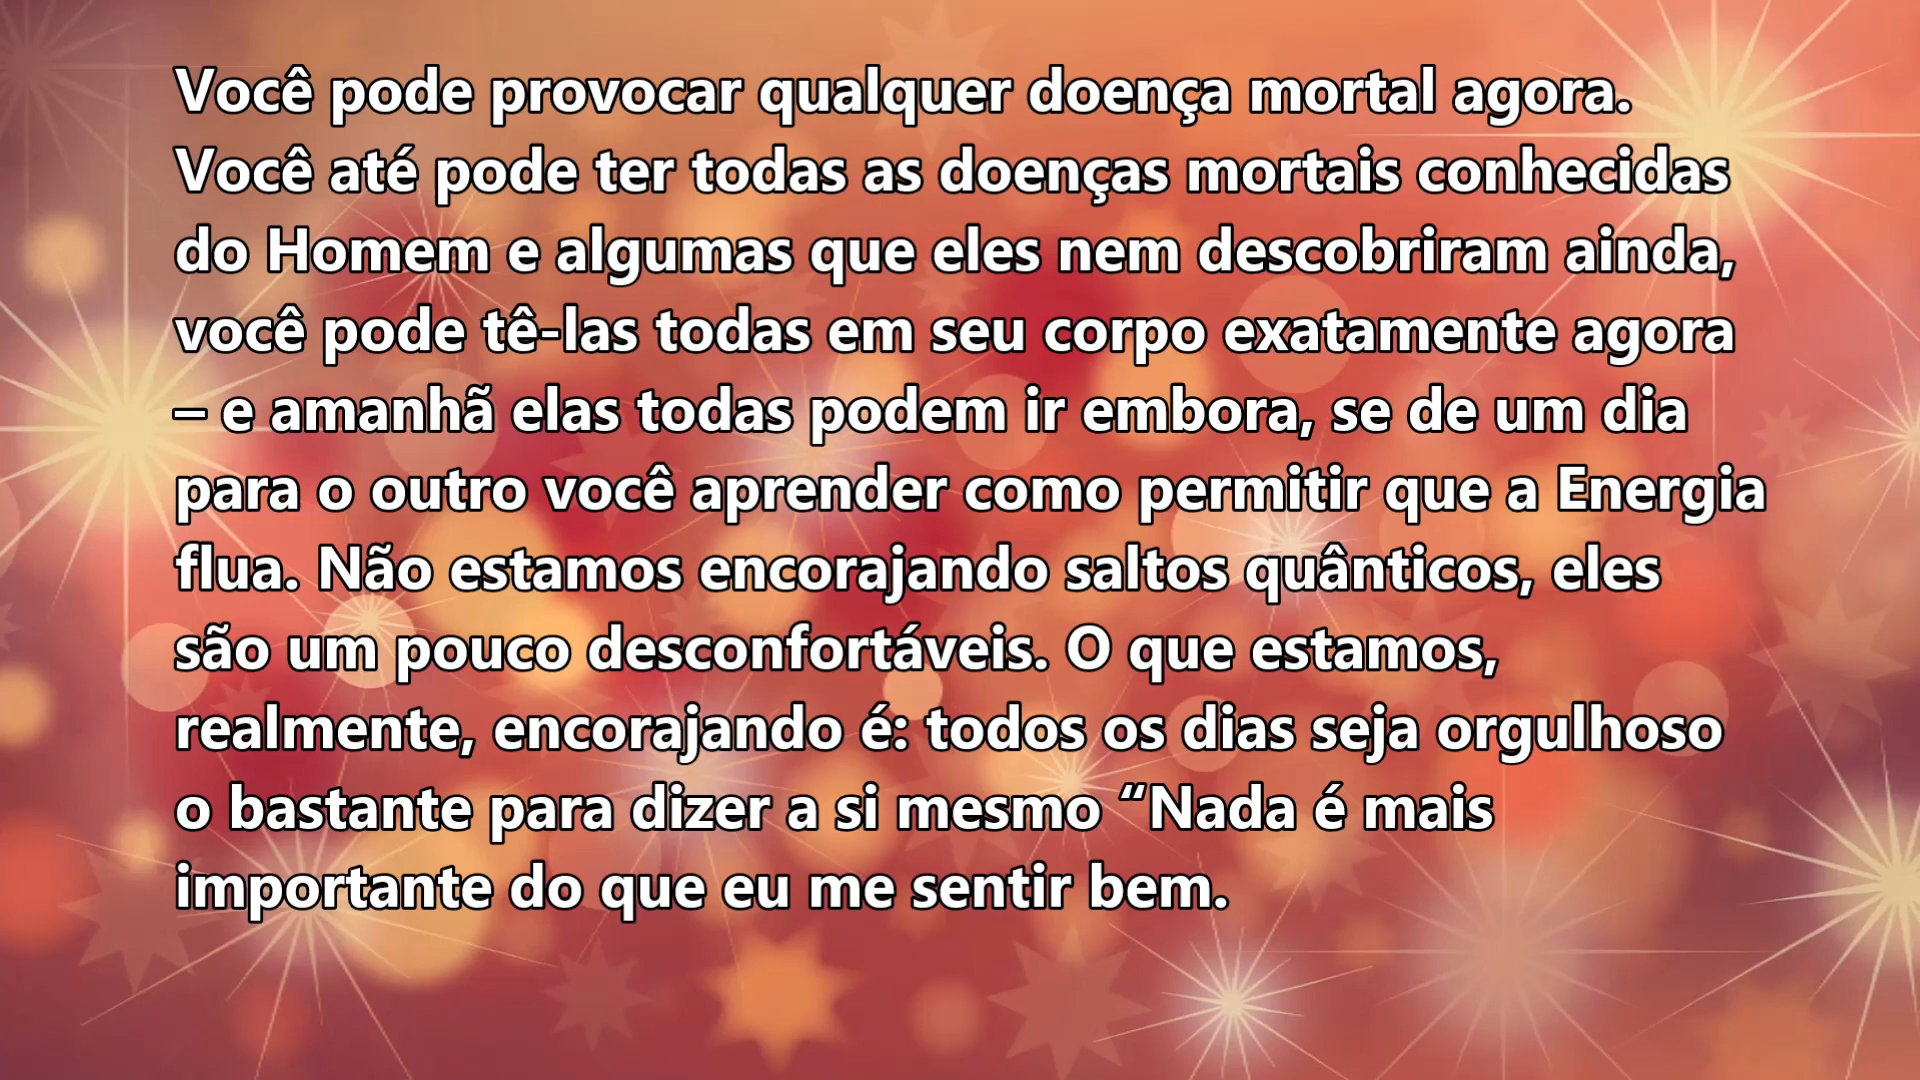 Você pode provocar qualquer doença mortal agora.
Você até pode ter todas as doenças mortais conhecidas
do Homem e algumas que eles nem descobriram ainda,
você pode tê-las todas em seu corpo exatamente agora
– e amanhã elas todas podem ir embora, se de um dia
para o outro você aprender como permitir que a Energia
flua. Não estamos encorajando saltos quânticos, eles
são um pouco desconfortáveis. O que estamos,
realmente, encorajando é: todos os dias seja orgulhoso
o bastante para dizer a si mesmo “Nada é mais
importante do que eu me sentir bem.